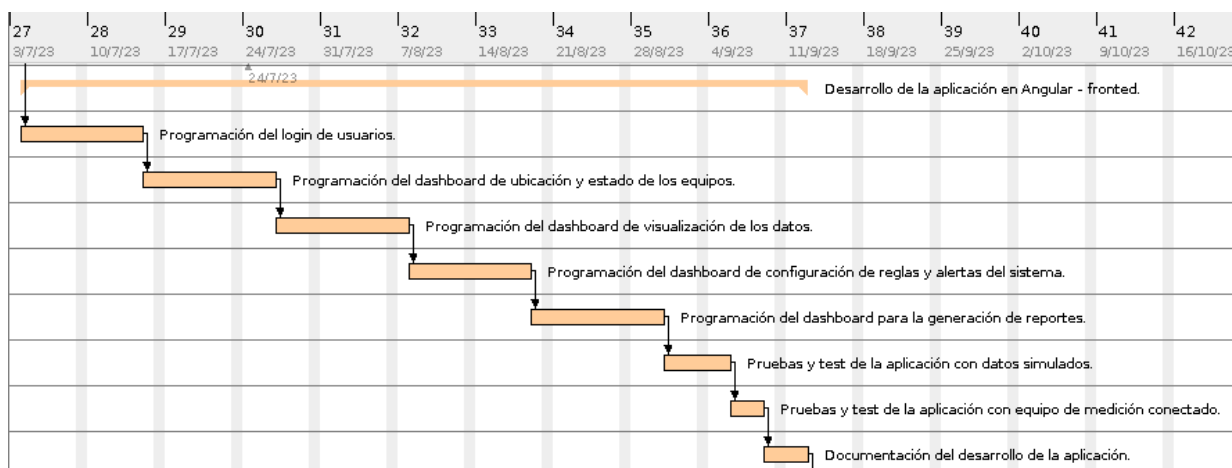 27 28 29 30 31 32 33 34 35 36 37 38 39 40 41 42
3/7/23 10/7/23 17/7/23 24/7/23 31/7/23 7/8/23 14/8/23 21/8/23 28/8/23 4/9/23 11/9/23 18/9/23 25/9/23 2/10/23 9/10/23 16/10/23
24/7/23
Desarrollo de la aplicación en Angular - fronted.
Programación del login de usuarios.
Programación del dashboard de ubicación y estado de los equipos.
Programación del dashboard de visualización de los datos.
Programación del dashboard de configuración de reglas y alertas del sistema.
Programación del dashboard para la generación de reportes.
Pruebas y test de la aplicación con datos simulados.
Pruebas y test de la aplicación con equipo de medición conectado.
Documentación del desarrollo de la aplicación.